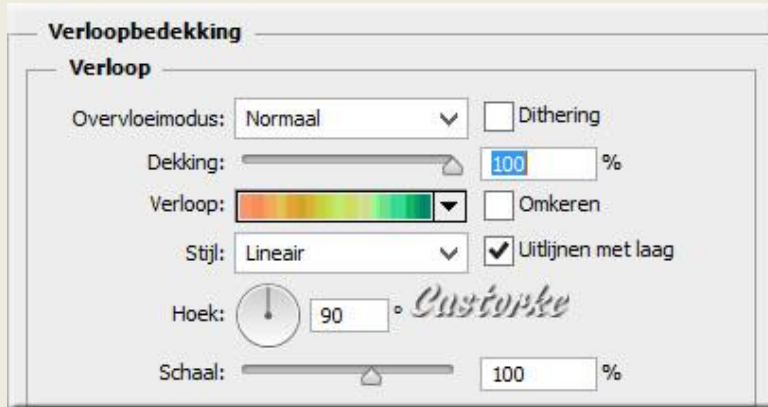 Verloopbedekking
Verloop
Overvloeimodus: Normaal Dithering
Dekking: 100 %
Verloop: Omkeren
Stijl: Lineair Uitlijnen met laag
Hoek: 90 ° Castorke
Schaal: 100 %